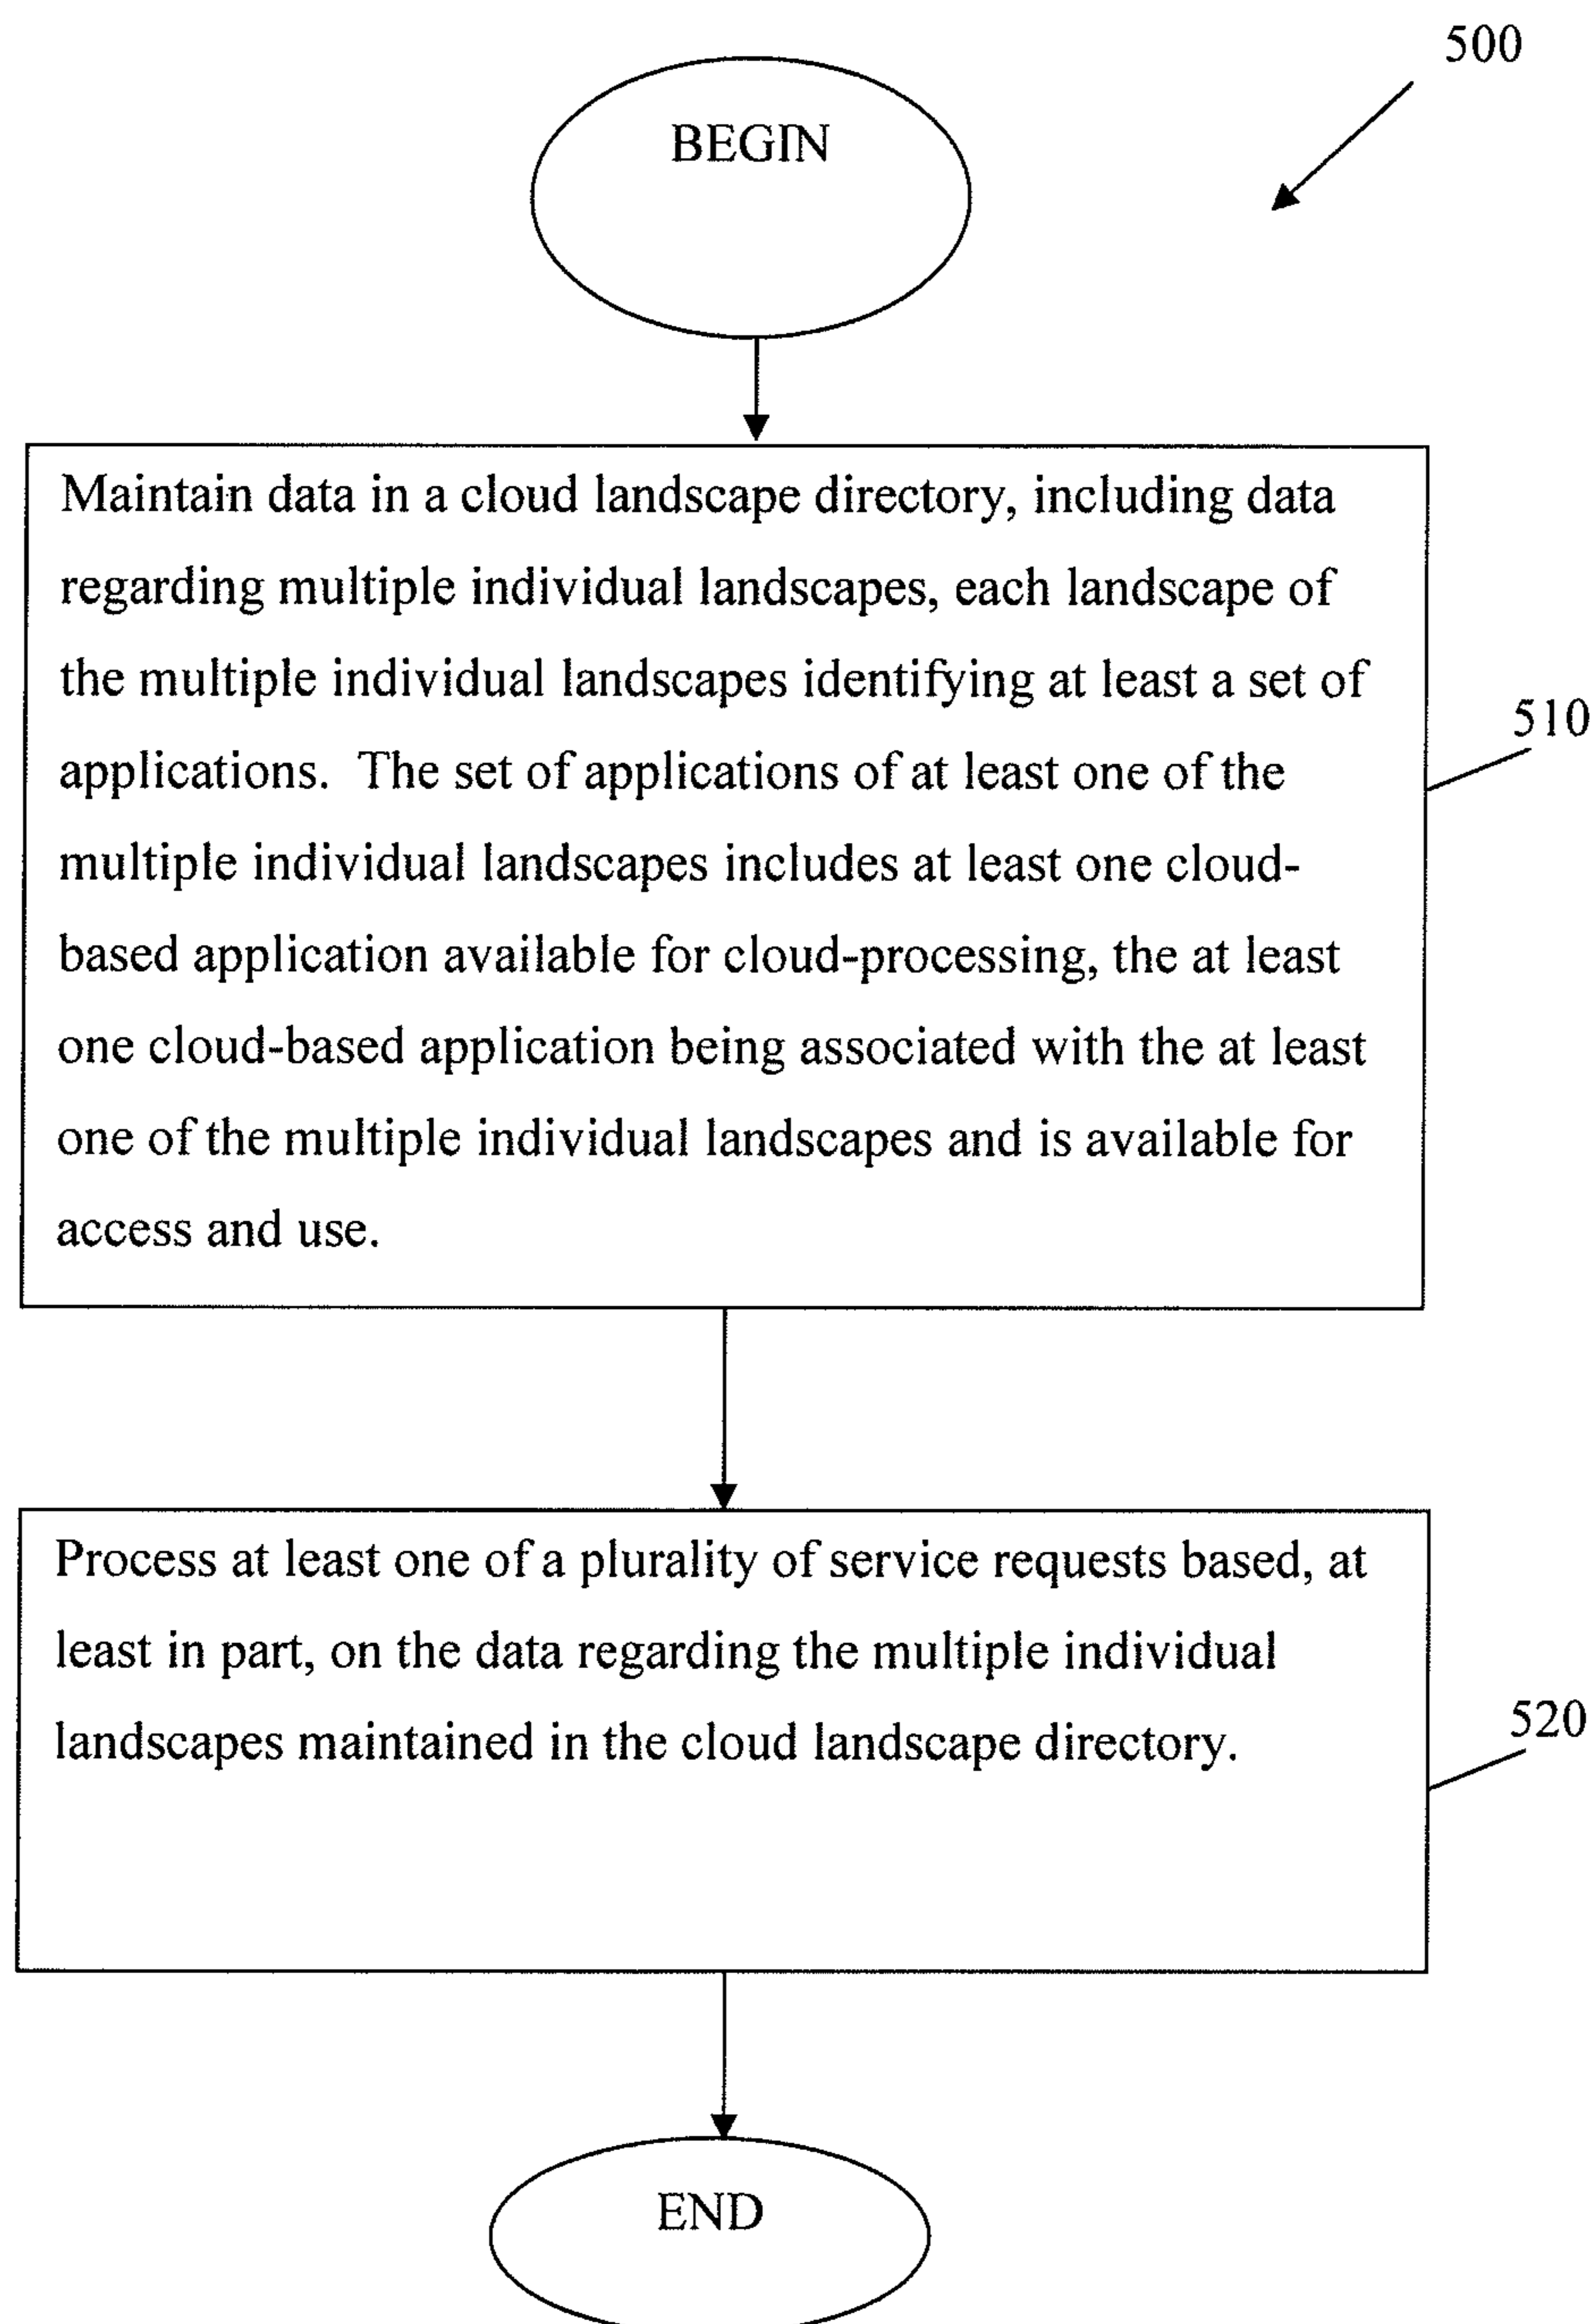 500
BEGIN
Maintain data in a cloud landscape directory, including data
regarding multiple individual landscapes, each landscape of
the multiple individual landscapes identifying at least a set of
applications.  The set of applications of at least one of the
multiple individual landscapes includes at least one cloud-
based application available for cloud-processing, the at least
one cloud-based application being associated with the at least
one of the multiple individual landscapes and is available for
access and use.
510
Process at least one of a plurality of service requests based, at
least in part, on the data regarding the multiple individual
landscapes maintained in the cloud landscape directory.
520
END